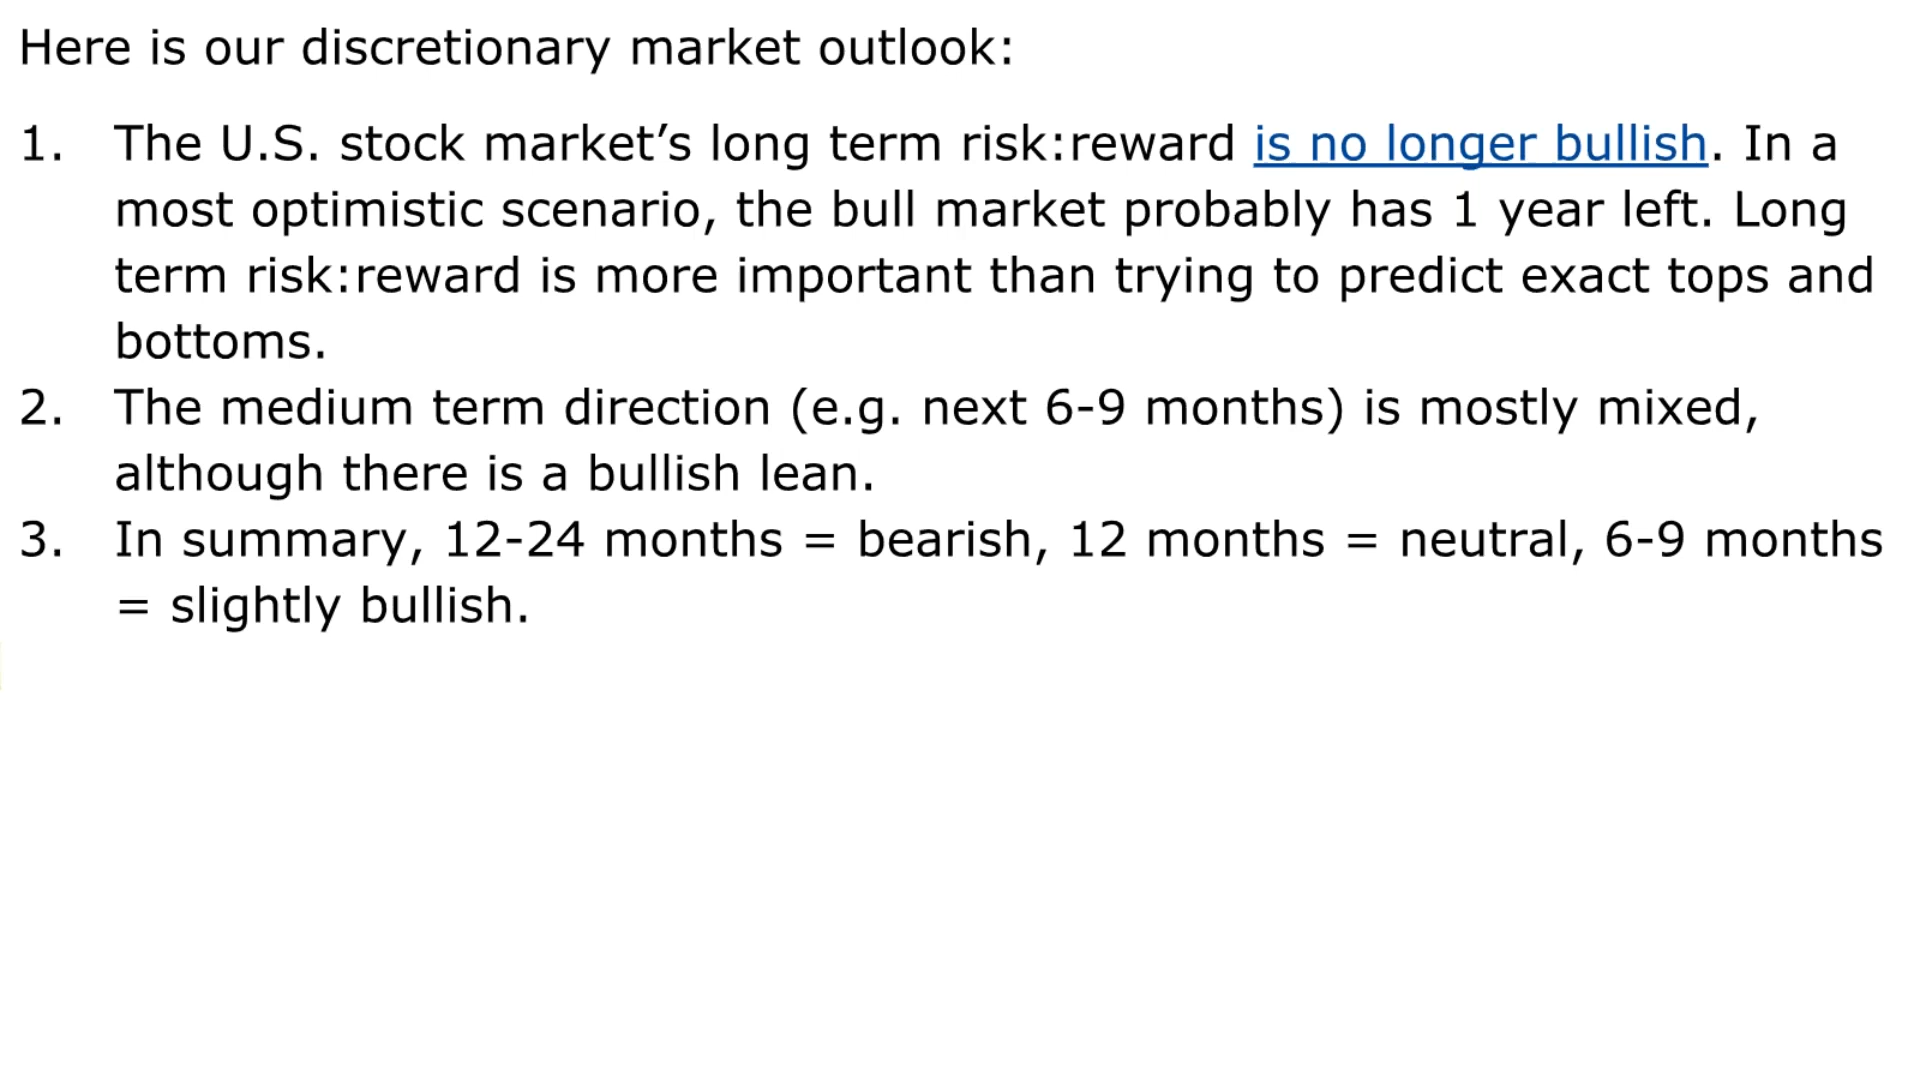 Here is our discretionary market outlook:
1. The U.S. stock market’s long term risk:reward is no longer bullish. In a
most optimistic scenario, the bull market probably has 1 year left. Long
term risk:reward is more important than trying to predict exact tops and
bottoms.
2. The medium term direction (e.g. next 6-9 months) is mostly mixed,
although there is a bullish lean.
3. In summary, 12-24 months = bearish, 12 months = neutral, 6-9 months
= slightly bullish.